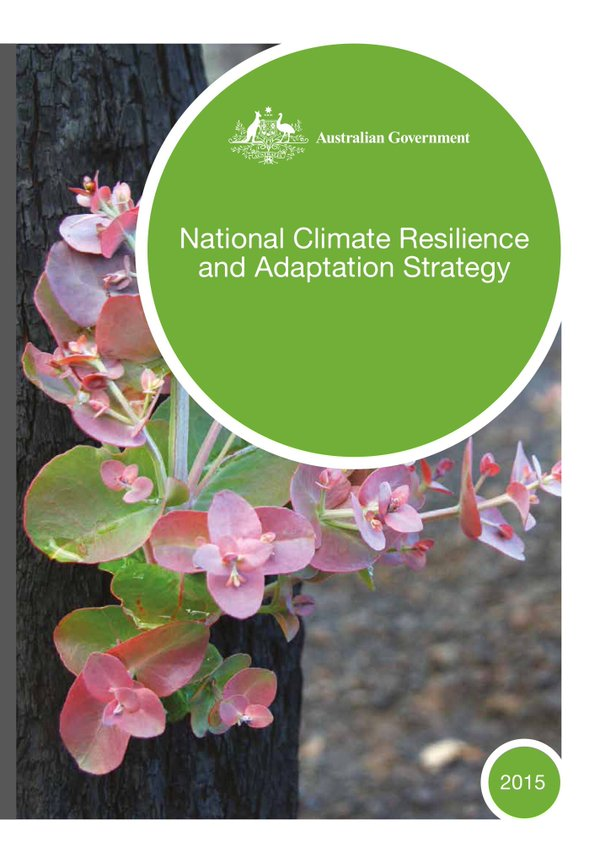 Australian Government
National Climate Resilience
and Adaptation Strategy
2015